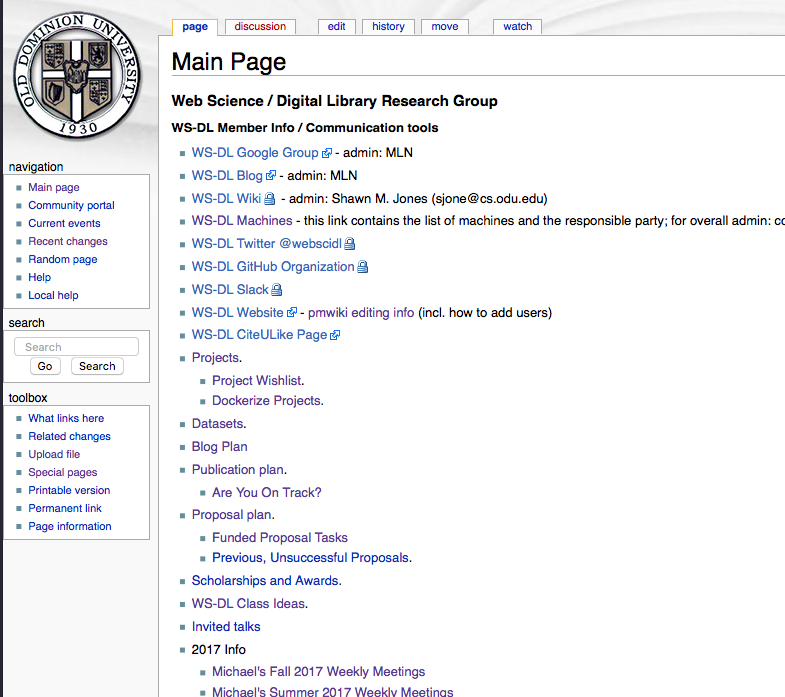 OLD DOMINION UNIVERSITY
1930
page discussion edit history move watch
Main Page
Web Science / Digital Library Research Group
WS-DL Member Info / Communication tools
WS-DL Google Group - admin: MLN
WS-DL Blog - admin: MLN
WS-DL Wiki - admin: Shawn M. Jones (sjone@cs.odu.edu)
WS-DL Machines - this link contains the list of machines and the responsible party; for overall admin:
WS-DL Twitter @webscidl
WS-DL GitHub Organization
WS-DL Slack
WS-DL Website - pmwiki editing info (incl. how to add users)
WS-DL CiteULike Page
Projects.
Project Wishlist.
Dockerize Projects.
Datasets.
Blog Plan
Publication plan.
Are You On Track?
Proposal plan.
Funded Proposal Tasks
Previous, Unsuccessful Proposals.
Scholarships and Awards.
WS-DL Class Ideas.
Invited talks
2017 Info
Michael's Fall 2017 Weekly Meetings
Michael's Summer 2017 Weekly Meetings
navigation
Main page
Community portal
Current events
Recent changes
Random page
Help
Local help
search
Search
Go Search
toolbox
What links here
Related changes
Upload file
Special pages
Printable version
Permanent link
Page information